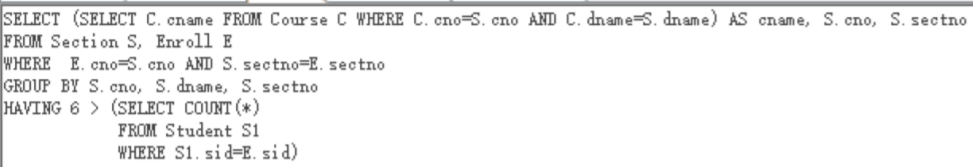 SELECT (SELECT C.cname FROM Course C WHERE C.cno=S.cno AND C.dname=S.dname) AS cname, S.cno, S.sectno
FROM Section S, Enroll E
WHERE  E.cno=S.cno AND S.sectno=E.sectno
GROUP BY S.cno, S.dname, S.sectno
HAVING 6 > (SELECT COUNT(*)
FROM Student S1
WHERE S1.sid=E.sid)